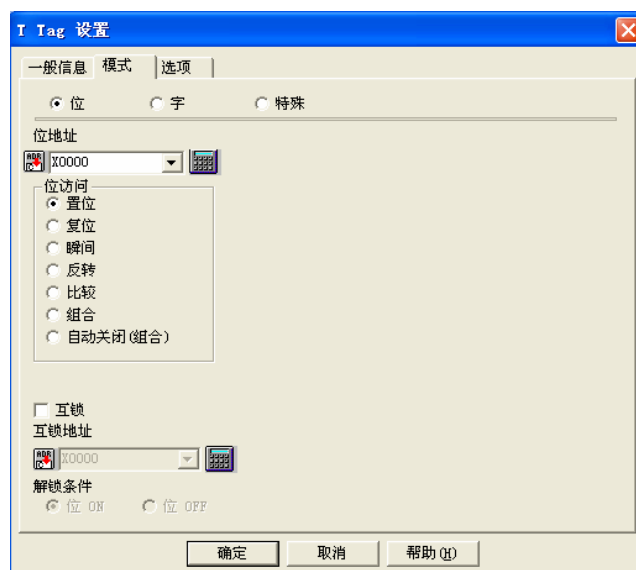 T Tag 设置
一般信息 模式 选项
位 字 特殊
位地址
X0000
位访问
置位
复位
瞬间
反转
比较
组合
自动关闭(组合)
互锁
互锁地址
X0000
解锁条件
位 ON 位 OFF
确定 取消 帮助(H)